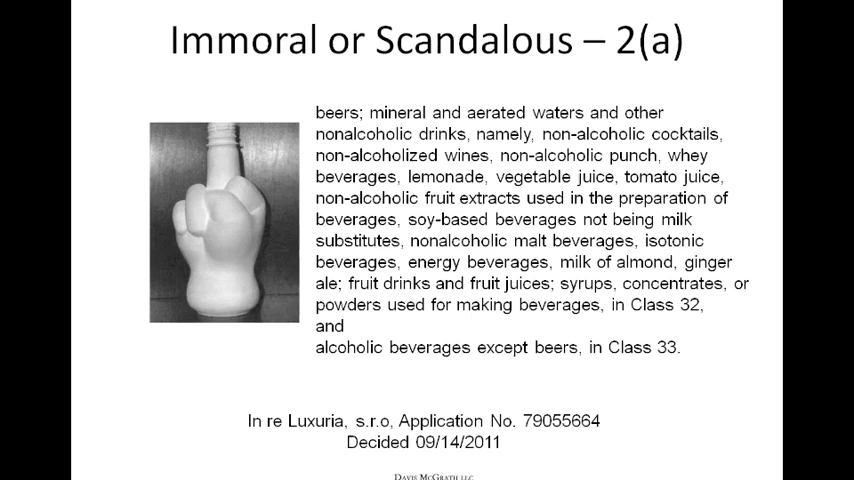 Immoral or Scandalous – 2(a)
beers; mineral and aerated waters and other
nonalcoholic drinks, namely, non-alcoholic cocktails,
non-alcoholized wines, non-alcoholic punch, whey
beverages, lemonade, vegetable juice, tomato juice,
non-alcoholic fruit extracts used in the preparation of
beverages, soy-based beverages not being milk
substitutes, nonalcoholic malt beverages, isotonic
beverages, energy beverages, milk of almond, ginger
ale; fruit drinks and fruit juices; syrups, concentrates, or
powders used for making beverages, in Class 32,
and
alcoholic beverages except beers, in Class 33.
In re Luxuria, s.r.o, Application No. 79055664
Decided 09/14/2011
DAVIS MCGRATH LLC